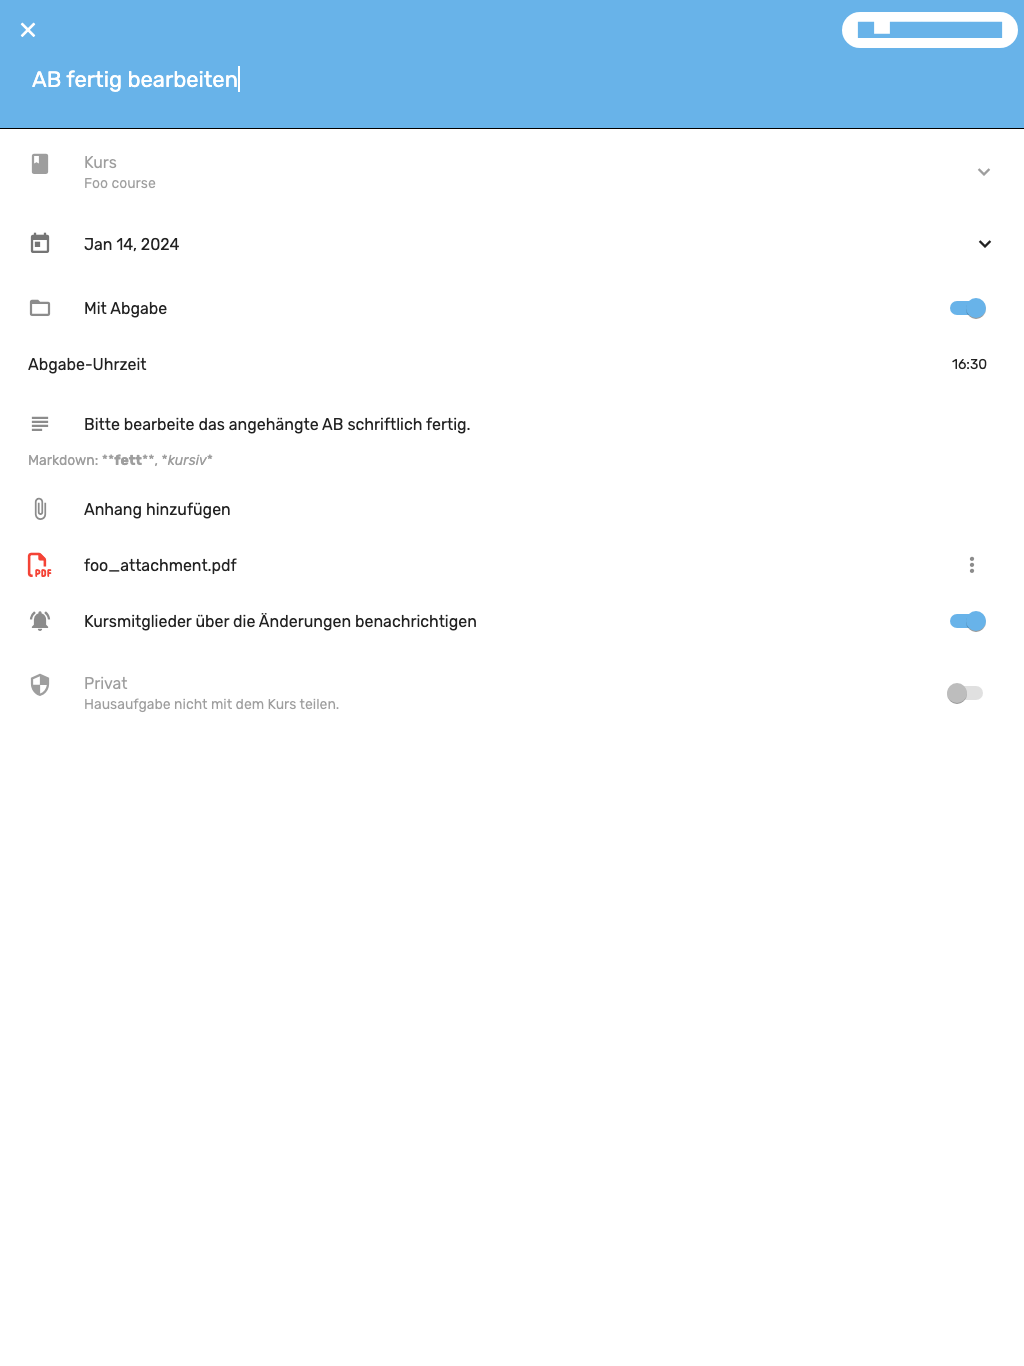 AB fertig bearbeiten
Kurs
Foo course
Jan 14, 2024
Mit Abgabe
Abgabe-Uhrzeit 16:30
Bitte bearbeite das angehängte AB schriftlich fertig.
Markdown: **fett**, *kursiv*
Anhang hinzufügen
PDF foo_attachment.pdf
Kursmitglieder über die Änderungen benachrichtigen
Privat
Hausaufgabe nicht mit dem Kurs teilen.